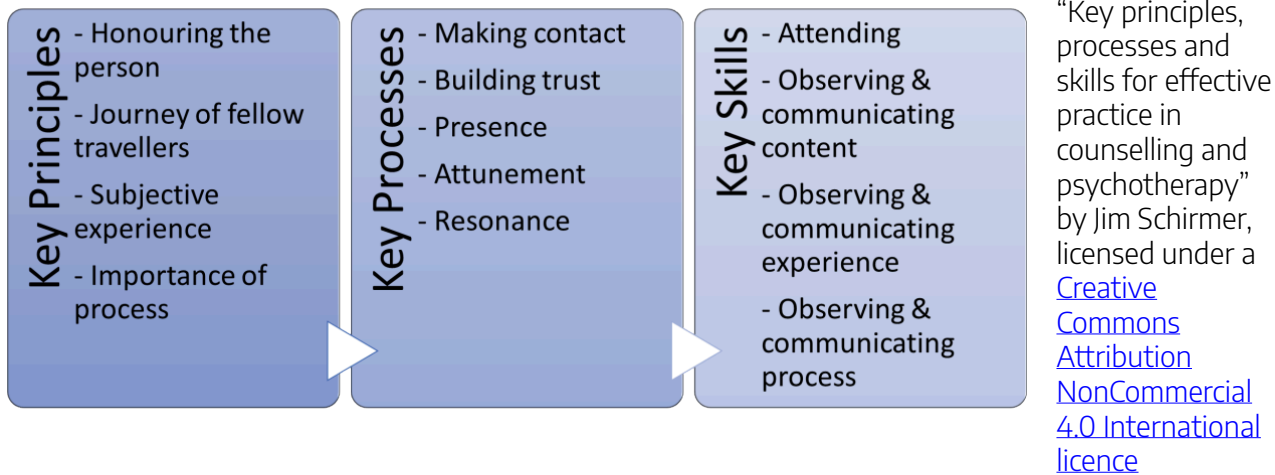 Key Principles
- Honouring the
person
- Journey of fellow
travellers
- Subjective
experience
- Importance of
process
Key Processes
- Making contact
- Building trust
- Presence
- Attunement
- Resonance
Key Skills
- Attending
- Observing &
communicating
content
- Observing &
communicating
experience
- Observing &
communicating
process
“Key principles,
processes and
skills for effective
practice in
counselling and
psychotherapy”
by Jim Schirmer,
licensed under a
Creative
Commons
Attribution
NonCommercial
4.0 International
licence